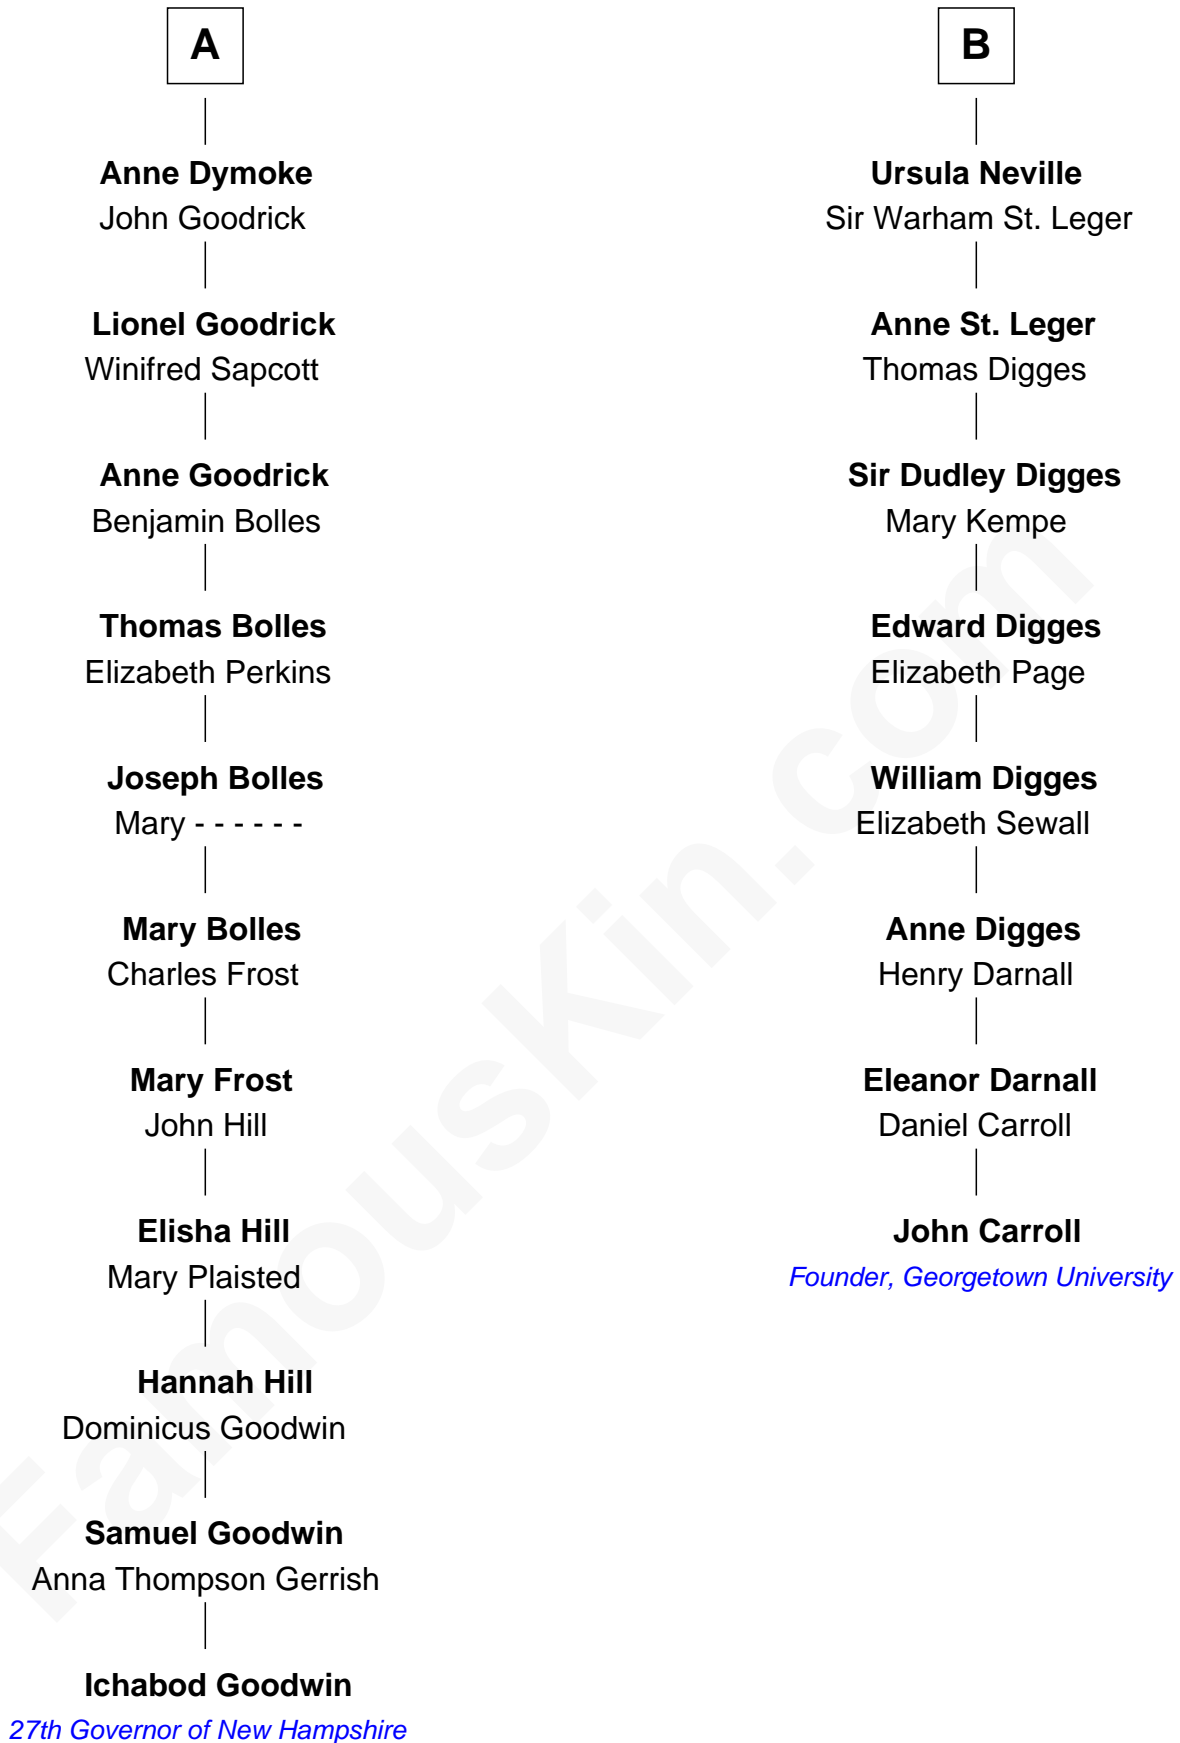 A
Anne Dymoke
John Goodrick
Lionel Goodrick
Winifred Sapcott
Anne Goodrick
Benjamin Bolles
Thomas Bolles
Elizabeth Perkins
Joseph Bolles
Mary - - - - - -
Mary Bolles
Charles Frost
Mary Frost
John Hill
Elisha Hill
Mary Plaisted
Hannah Hill
Dominicus Goodwin
Samuel Goodwin
Anna Thompson Gerrish
Ichabod Goodwin
27th Governor of New Hampshire
B
Ursula Neville
Sir Warham St. Leger
Anne St. Leger
Thomas Digges
Sir Dudley Digges
Mary Kempe
Edward Digges
Elizabeth Page
William Digges
Elizabeth Sewall
Anne Digges
Henry Darnall
Eleanor Darnall
Daniel Carroll
John Carroll
Founder, Georgetown University
FamousKin.com